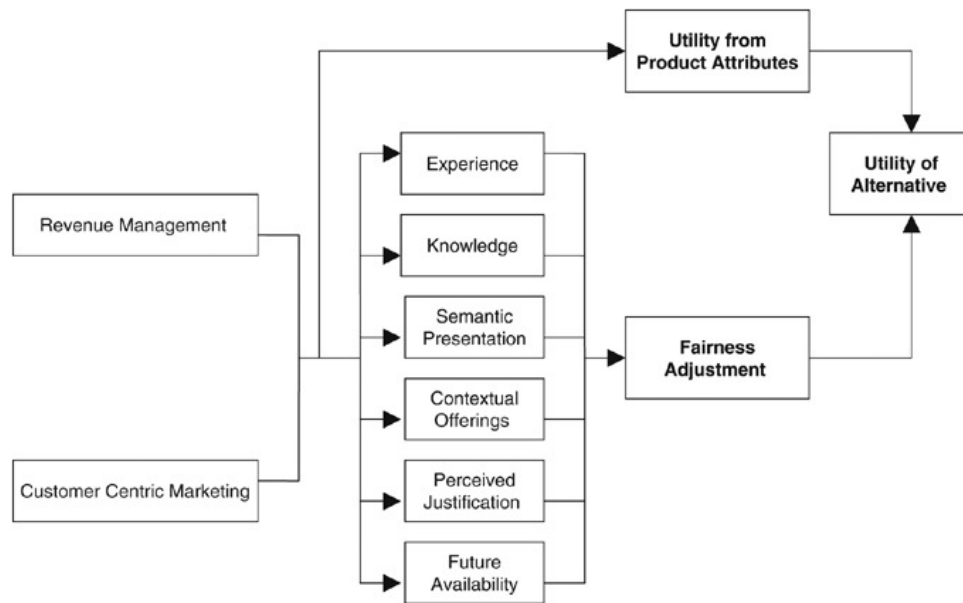 Utility from
Product Attributes
Experience
Utility of
Alternative
Revenue Management
Knowledge
Semantic
Presentation
Fairness
Adjustment
Contextual
Offerings
Customer Centric Marketing
Perceived
Justification
Future
Availability